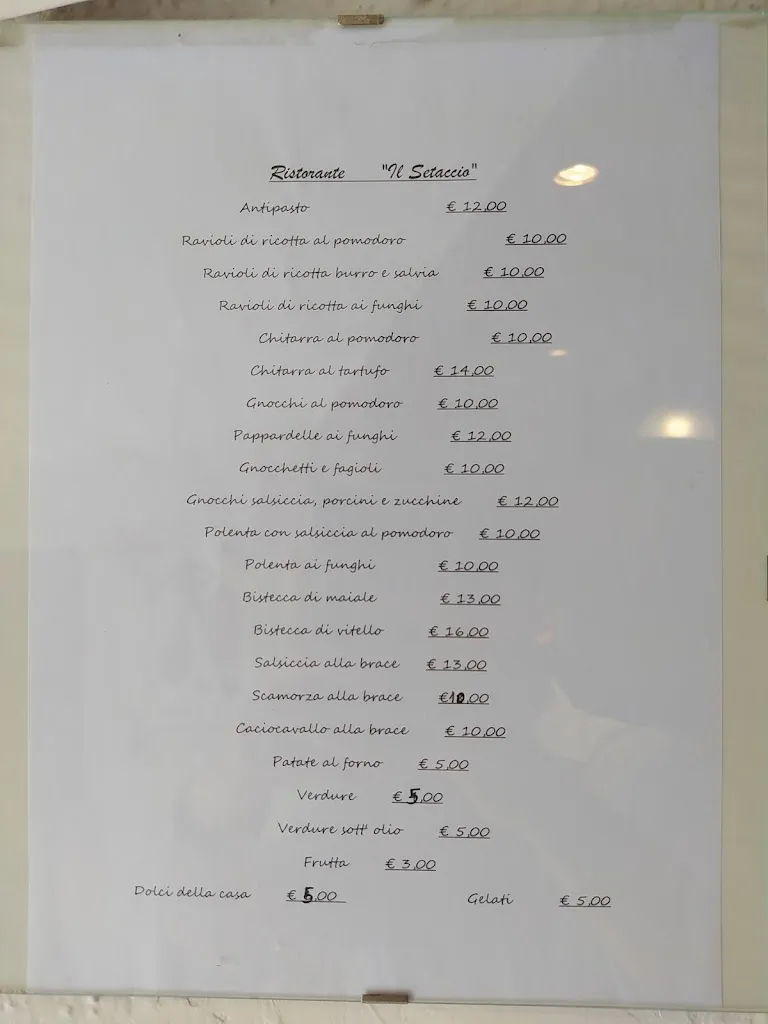 Ristorante "Il Setaccio"
Antipasto € 12,00
Ravioli di ricotta al pomodoro € 10,00
Ravioli di ricotta burro e salvia € 10,00
Ravioli di ricotta ai funghi € 10,00
Chitarra al pomodoro € 10,00
Chitarra al tartufo € 14,00
Gnocchi al pomodoro € 10,00
Pappardelle ai funghi € 12,00
Gnocchetti e fagioli € 10,00
Gnocchi salsiccia, porcini e zucchine € 12,00
Polenta con salsiccia al pomodoro € 10,00
Polenta ai funghi € 10,00
Bistecca di maiale € 13,00
Bistecca di vitello € 16,00
Salsiccia alla brace € 13,00
Scamorza alla brace €10,00
Caciocavallo alla brace € 10,00
Patate al forno € 5,00
Verdure € 5,00
Verdure sott' olio € 5,00
Frutta € 3,00
Dolci della casa € 5,00 Gelati € 5,00